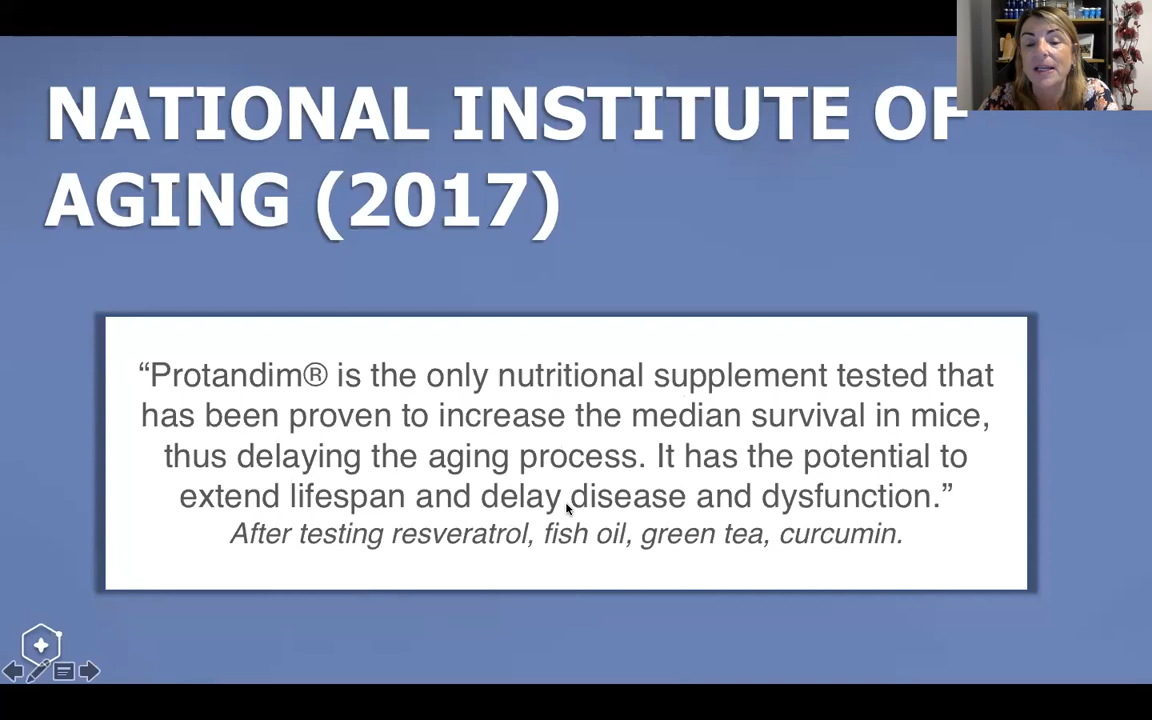 NATIONAL INSTITUTE OF
AGING (2017)
“Protandim® is the only nutritional supplement tested that
has been proven to increase the median survival in mice,
thus delaying the aging process. It has the potential to
extend lifespan and delay disease and dysfunction.”
After testing resveratrol, fish oil, green tea, curcumin.